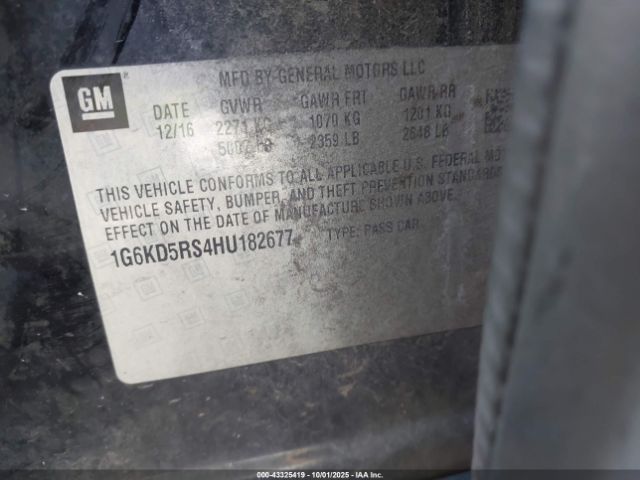 GM
MFD BY GENERAL MOTORS LLC
DATE GVWR GAWR FRT GAWR RR
12/16 2271 KG 1070 KG 1201 KG
5007 LB 2359 LB 2648 LB
THIS VEHICLE CONFORMS TO ALL APPLICABLE U.S. FEDERAL
VEHICLE SAFETY, BUMPER, AND THEFT PREVENTION STANDARDS
EFFECT ON THE DATE OF MANUFACTURE SHOWN ABOVE.
1G6KD5RS4HU182677 TYPE: PASS CAR
000-43325419 | 10/01/2025 - IAA, Inc.